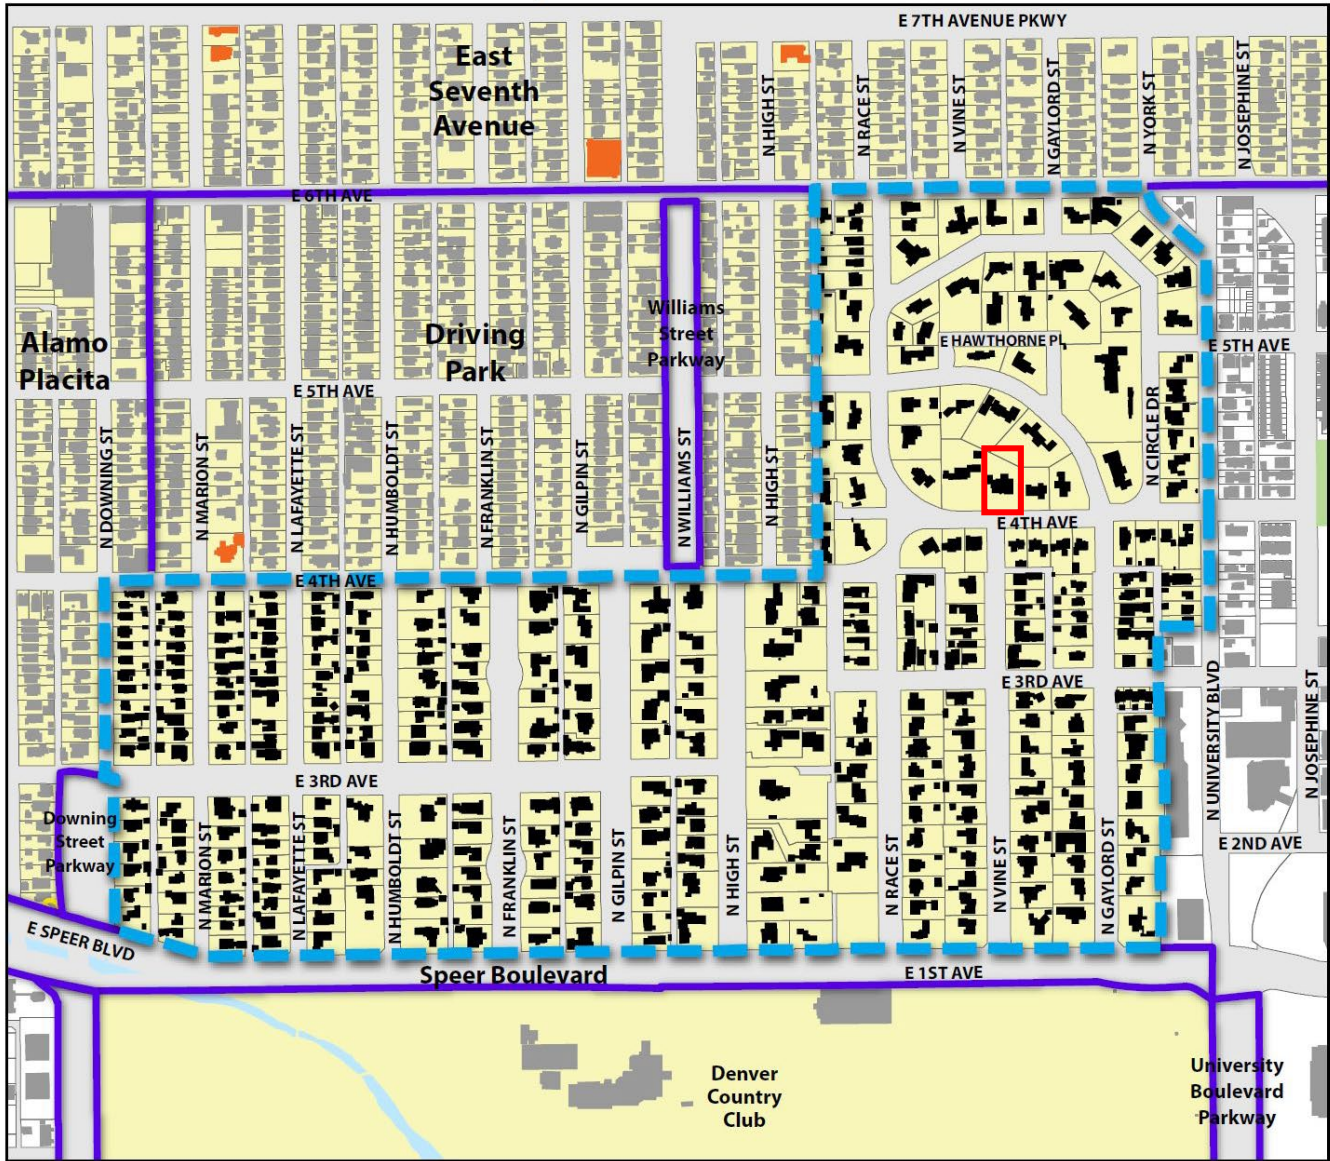 E 7TH AVENUE PKWY
East
Seventh
Avenue
N HIGH ST
N RACE ST
N VINE ST
N GAYLORD ST
N YORK ST
N JOSEPHINE ST
E 6TH AVE
Alamo
Placita
Driving
Park
Williams
Street
Parkway
E HAWTHORNE PL
E 5TH AVE
E 5TH AVE
N DOWNING ST
N MARION ST
N LAFAYETTE ST
N HUMBOLDT ST
N FRANKLIN ST
N GILPIN ST
N WILLIAMS ST
N HIGH ST
N CIRCLE DR
E 4TH AVE
E 4TH AVE
E 3RD AVE
E 3RD AVE
N UNIVERSITY BLVD
N JOSEPHINE ST
Downing
Street
Parkway
N MARION ST
N LAFAYETTE ST
N HUMBOLDT ST
N FRANKLIN ST
N GILPIN ST
N HIGH ST
N RACE ST
N VINE ST
N GAYLORD ST
E 2ND AVE
E SPEER BLVD
Speer Boulevard
E 1ST AVE
Denver
Country
Club
University
Boulevard
Parkway